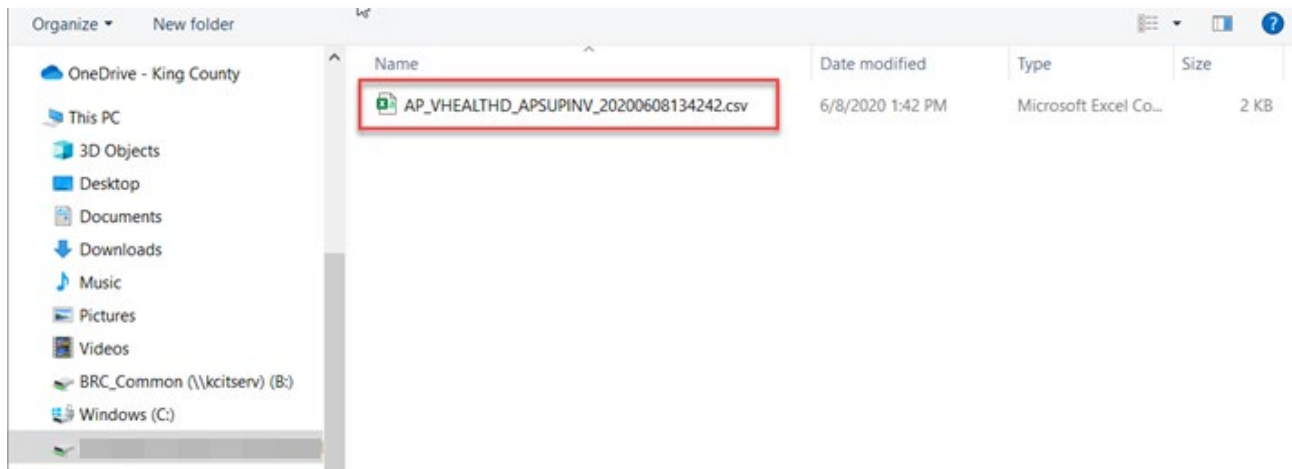 Organize New folder ?
OneDrive - King County
This PC
3D Objects
Desktop
Documents
Downloads
Music
Pictures
Videos
BRC_Common (\\kcitserv) (B:)
Windows (C:)
Name Date modified Type Size
AP_VHEALTHD_APSUPINV_20200608134242.csv 6/8/2020 1:42 PM Microsoft Excel Co... 2 KB